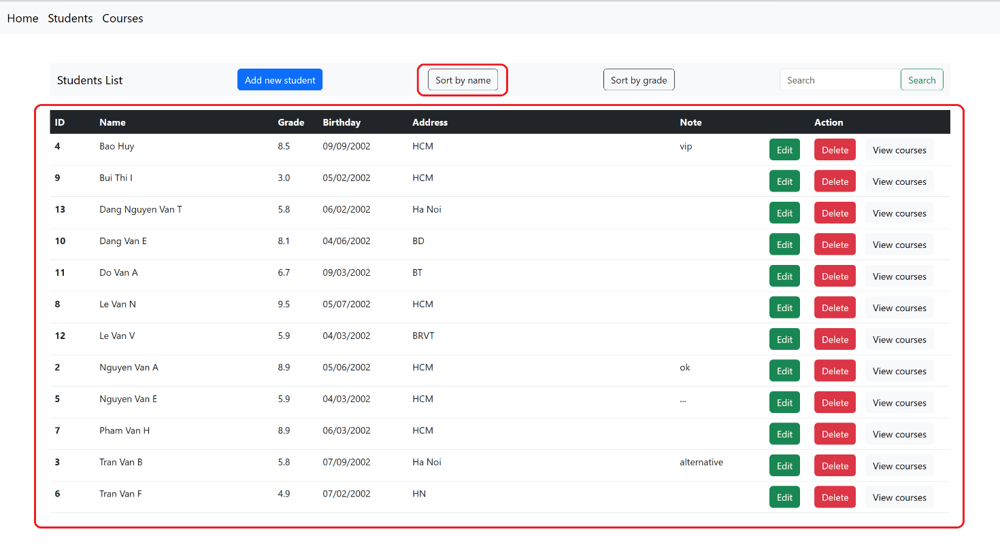 Home Students Courses
Students List Add new student Sort by name Sort by grade Search Search
ID Name Grade Birthday Address Note Action
4 Bao Huy 8.5 09/09/2002 HCM vip Edit Delete View courses
9 Bui Thi I 3.0 05/02/2002 HCM Edit Delete View courses
13 Dang Nguyen Van T 5.8 06/02/2002 Ha Noi Edit Delete View courses
10 Dang Van E 8.1 04/06/2002 BD Edit Delete View courses
11 Do Van A 6.7 09/03/2002 BT Edit Delete View courses
8 Le Van N 9.5 05/07/2002 HCM Edit Delete View courses
12 Le Van V 5.9 04/03/2002 BRVT Edit Delete View courses
2 Nguyen Van A 8.9 05/06/2002 HCM ok Edit Delete View courses
5 Nguyen Van E 5.9 04/03/2002 HCM ... Edit Delete View courses
7 Pham Van H 8.9 06/03/2002 HCM Edit Delete View courses
3 Tran Van B 5.8 07/09/2002 Ha Noi alternative Edit Delete View courses
6 Tran Van F 4.9 07/02/2002 HN Edit Delete View courses